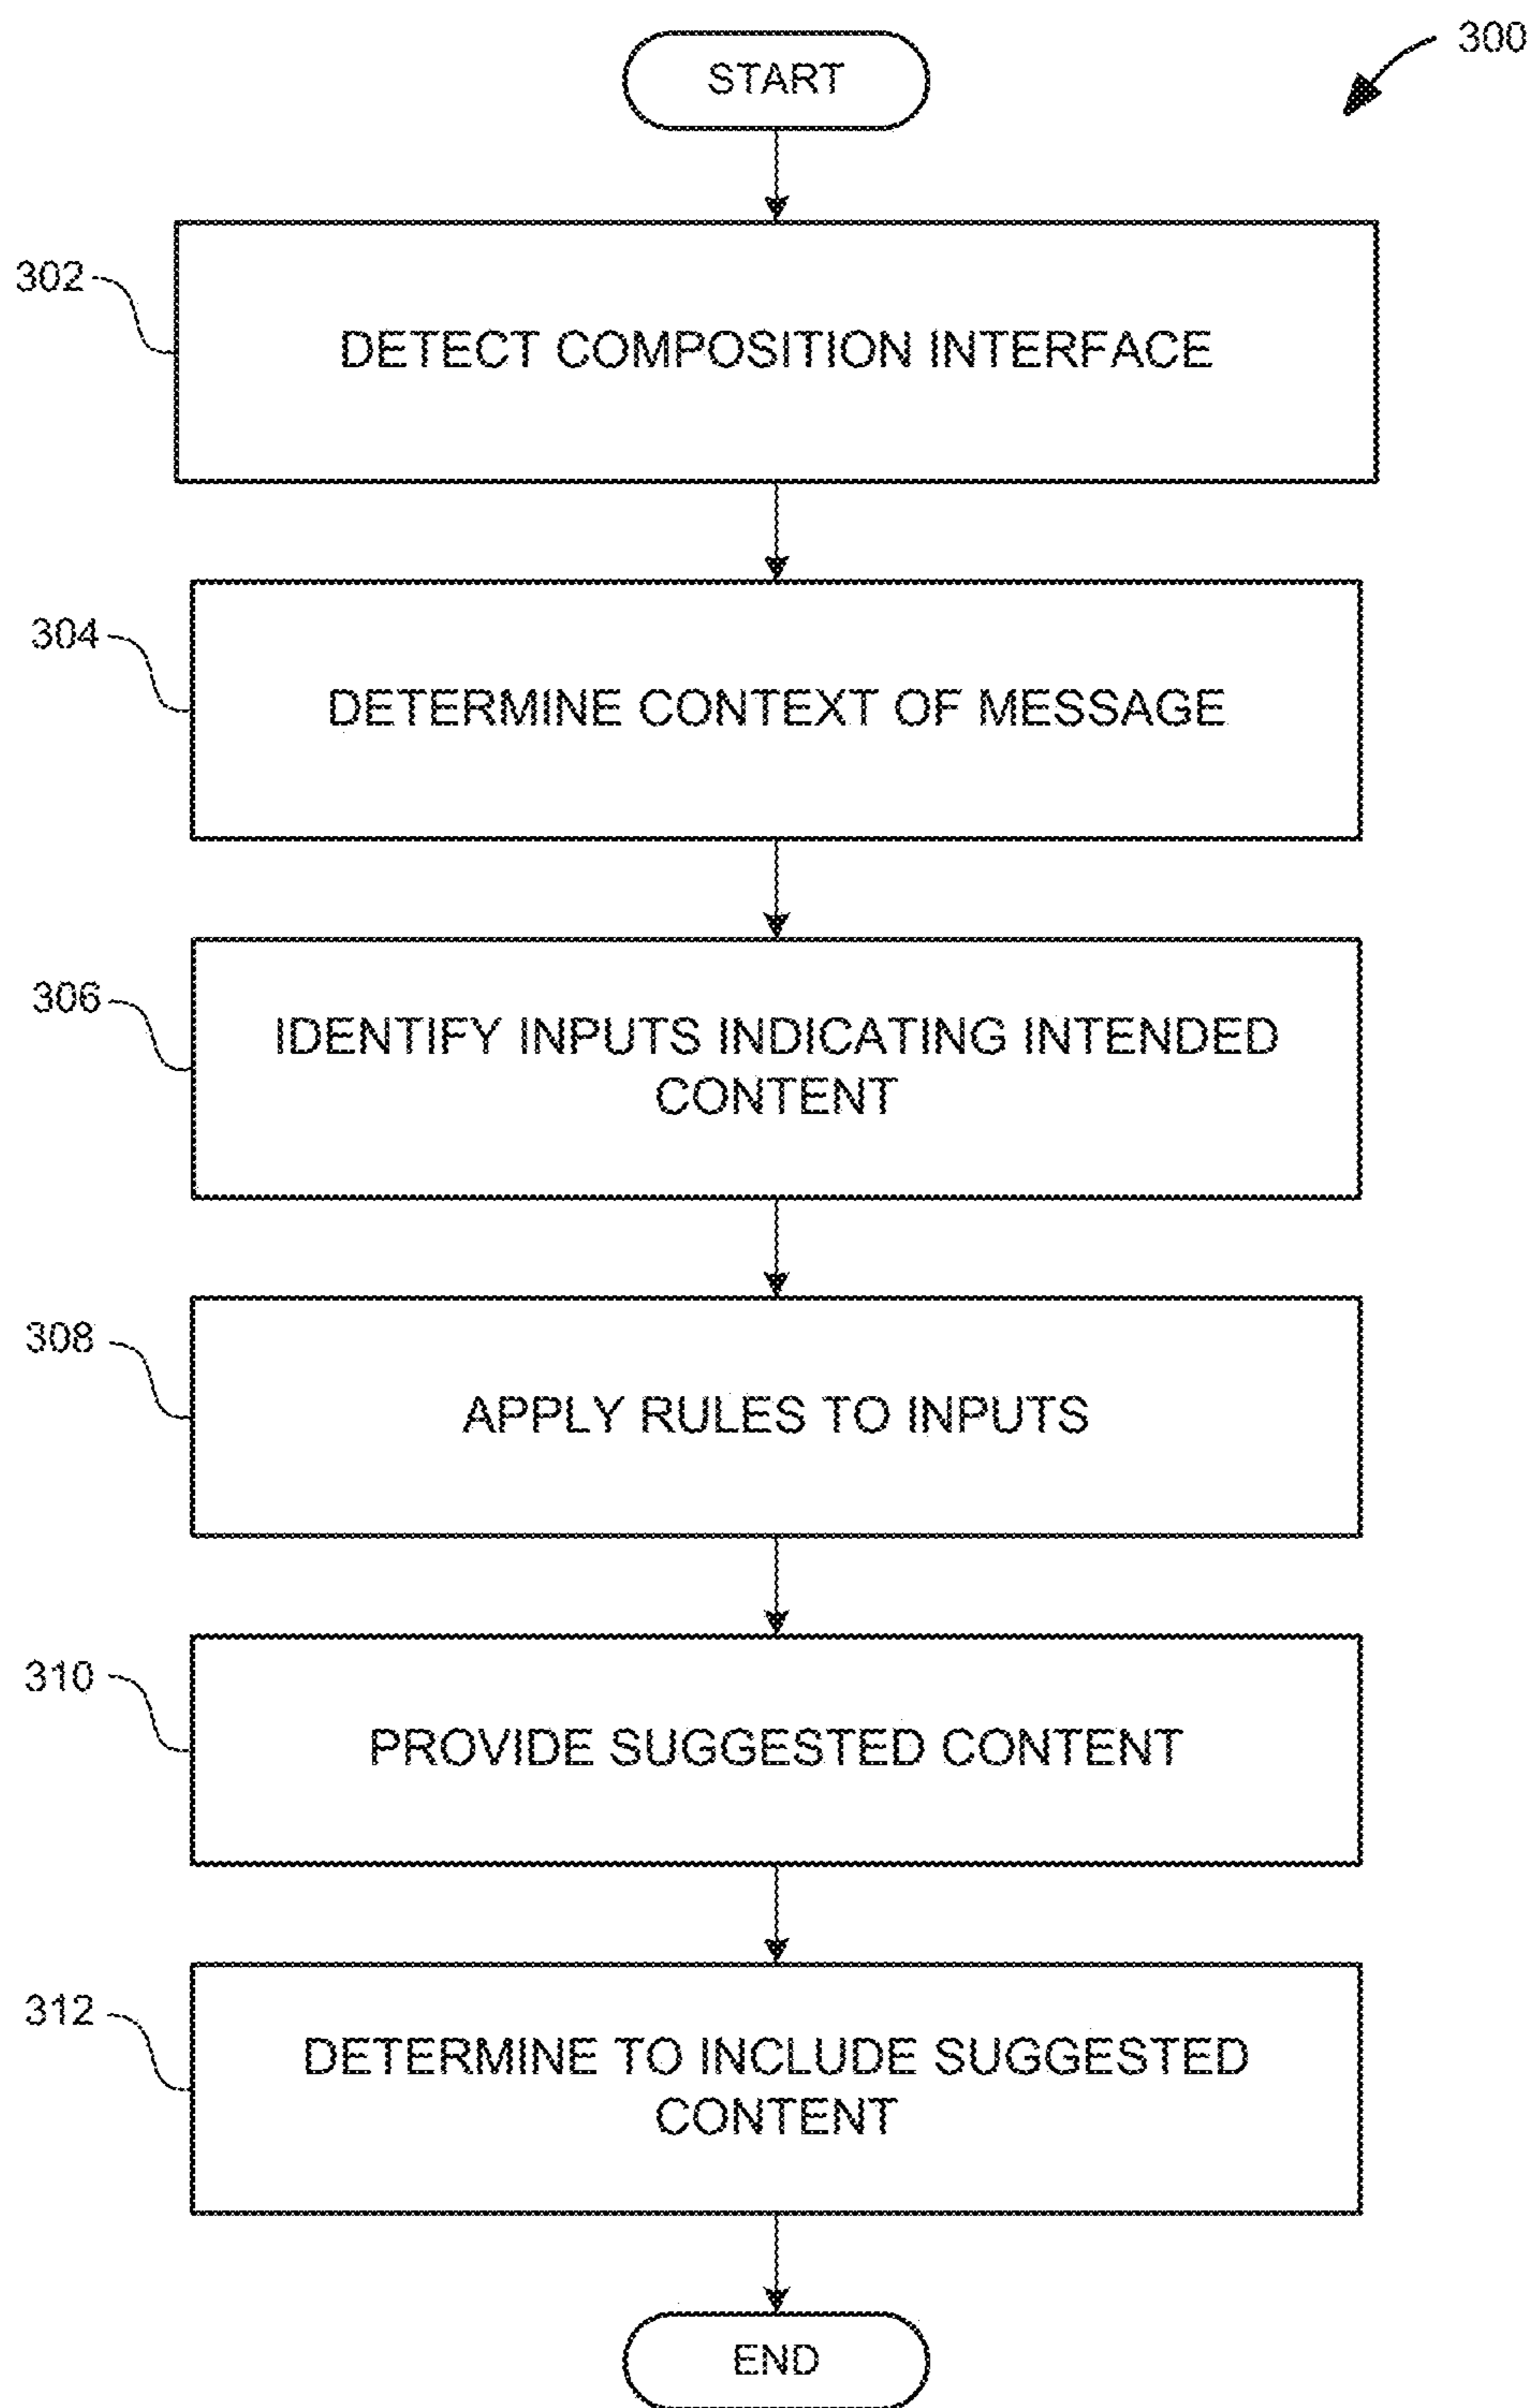 300
START
302
DETECT COMPOSITION INTERFACE
304
DETERMINE CONTEXT OF MESSAGE
306
IDENTIFY INPUTS INDICATING INTENDED
CONTENT
308
APPLY RULES TO INPUTS
310
PROVIDE SUGGESTED CONTENT
312
DETERMINE TO INCLUDE SUGGESTED
CONTENT
END